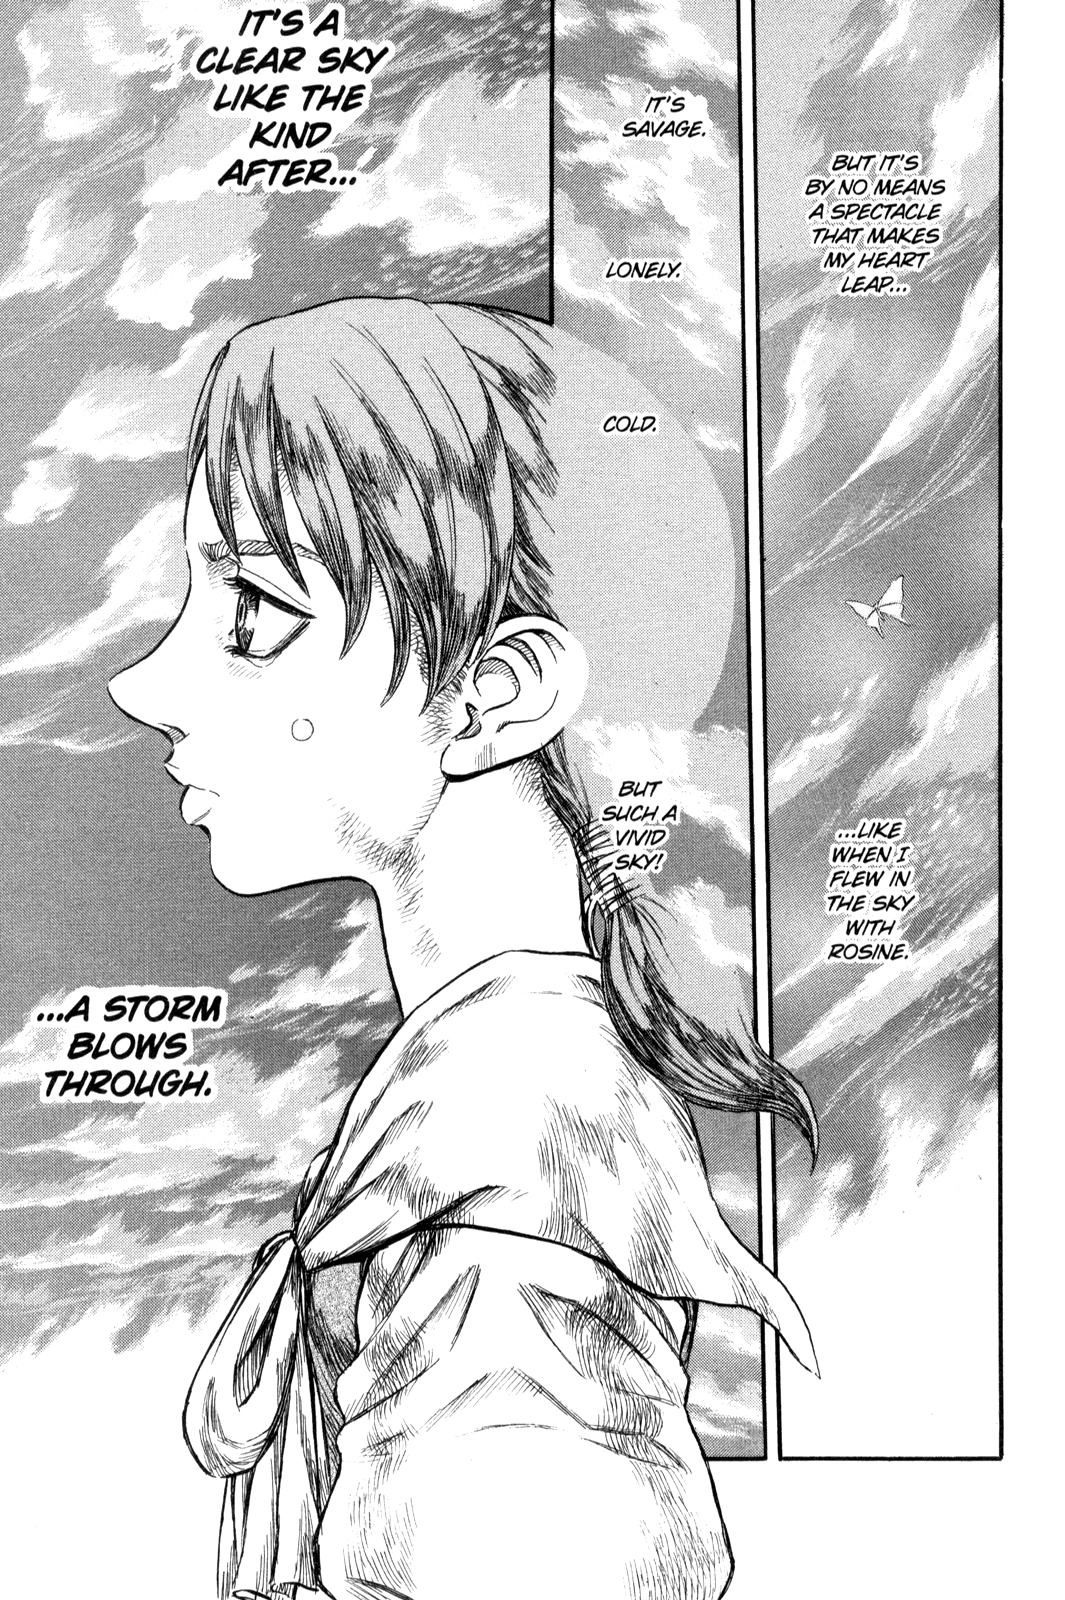 BUT IT'S
BY NO MEANS
A SPECTACLE
THAT MAKES
MY HEART
LEAP...
...LIKE
WHEN I
FLEW IN
THE SKY
WITH
ROSINE.
IT'S
SAVAGE.
LONELY.
COLD.
BUT
SUCH A
VIVID
SKY!
IT'S A
CLEAR SKY
LIKE THE
KIND
AFTER...
...A STORM
BLOWS
THROUGH.